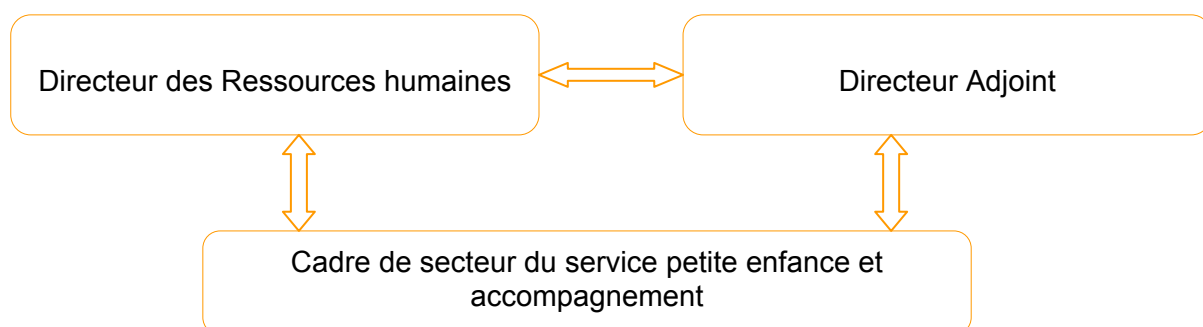 Directeur des Ressources humaines
Directeur Adjoint
Cadre de secteur du service petite enfance et
accompagnement